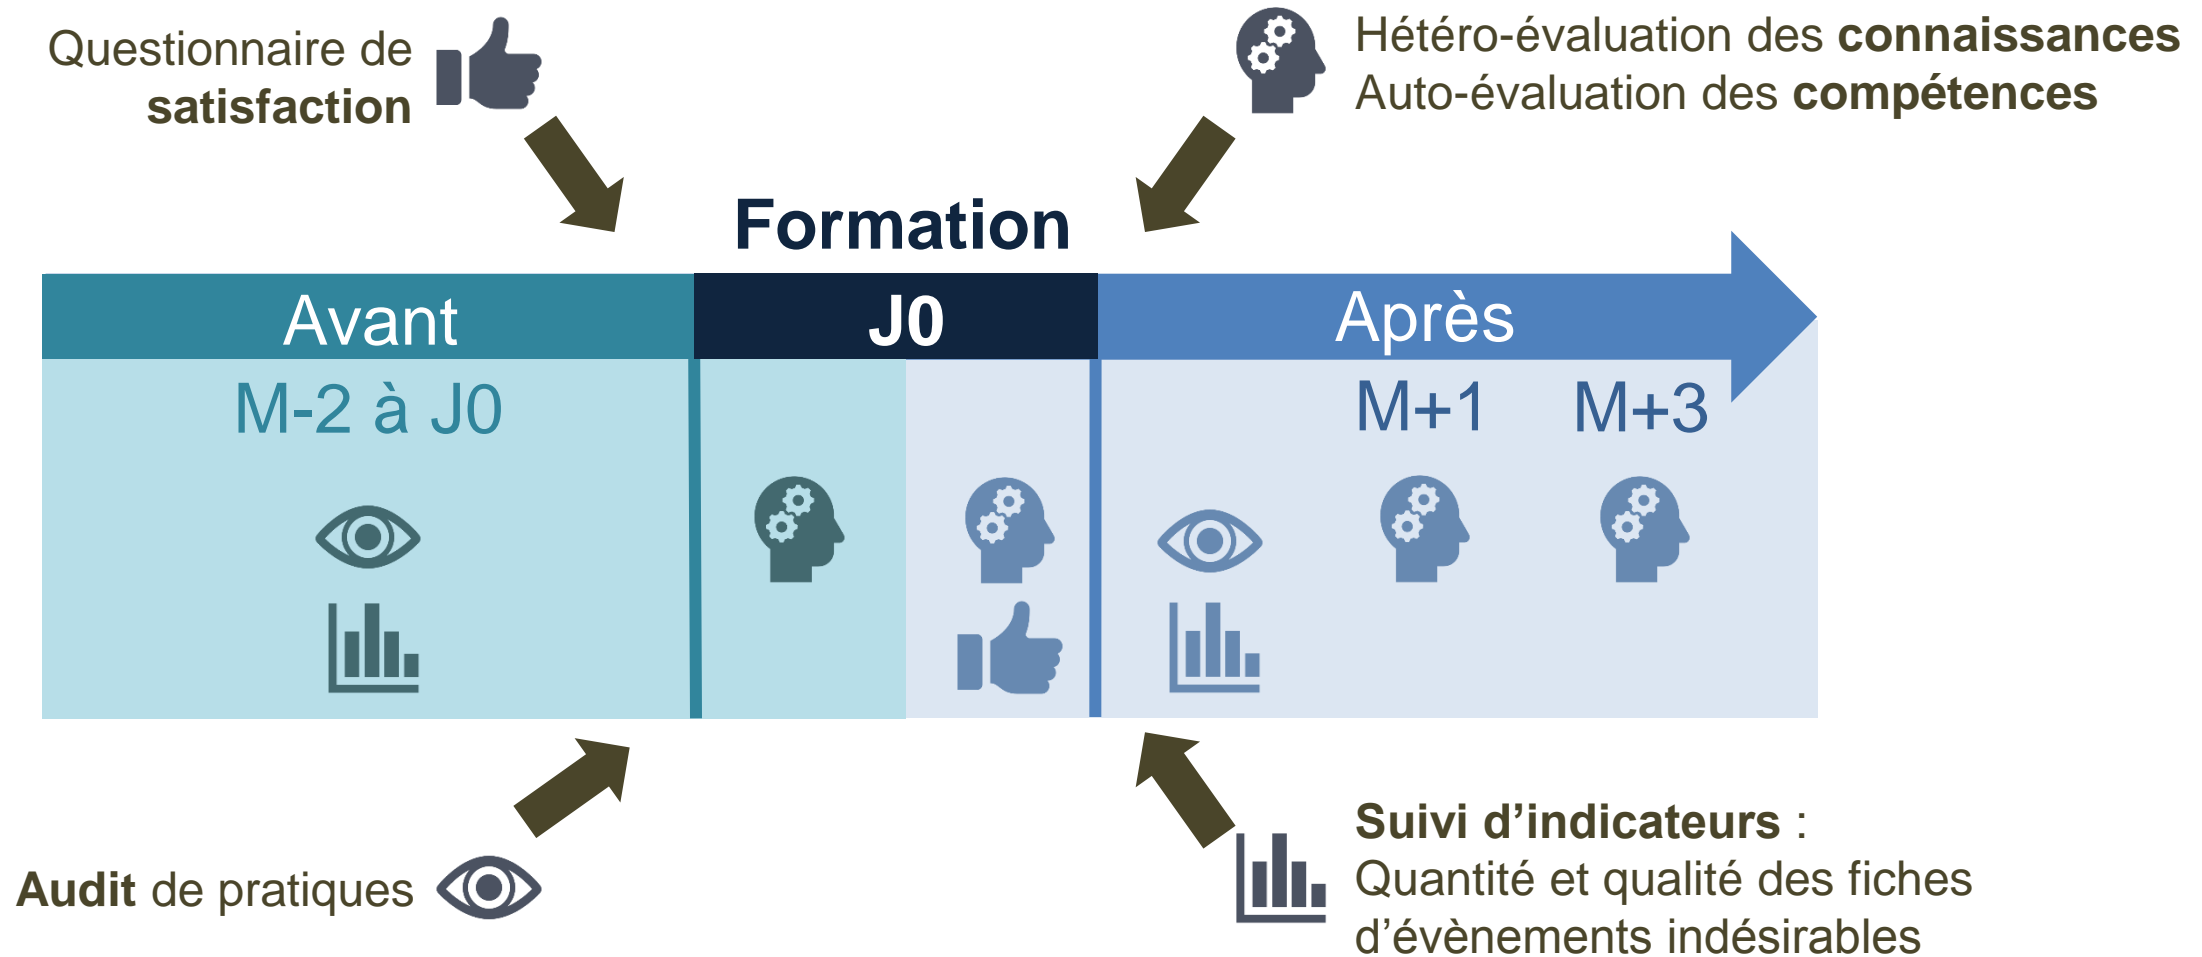 Questionnaire de
satisfaction
Hétéro-évaluation des connaissances
Auto-évaluation des compétences
Formation
Avant
J0
Après
M-2 à J0
M+1
M+3
Audit de pratiques
Suivi d’indicateurs :
Quantité et qualité des fiches
d’évènements indésirables